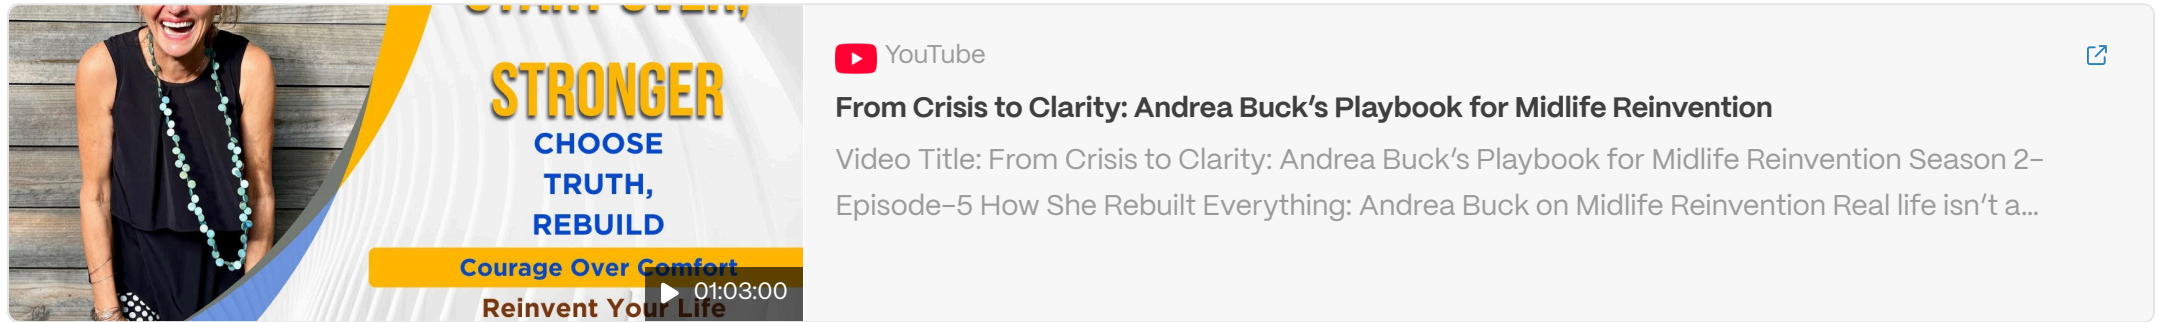 START OVER,
STRONGER
CHOOSE
TRUTH,
REBUILD
Courage Over Comfort
Reinvent Your Life
01:03:00
YouTube
From Crisis to Clarity: Andrea Buck’s Playbook for Midlife Reinvention
Video Title: From Crisis to Clarity: Andrea Buck’s Playbook for Midlife Reinvention Season 2-
Episode-5 How She Rebuilt Everything: Andrea Buck on Midlife Reinvention Real life isn’t a...